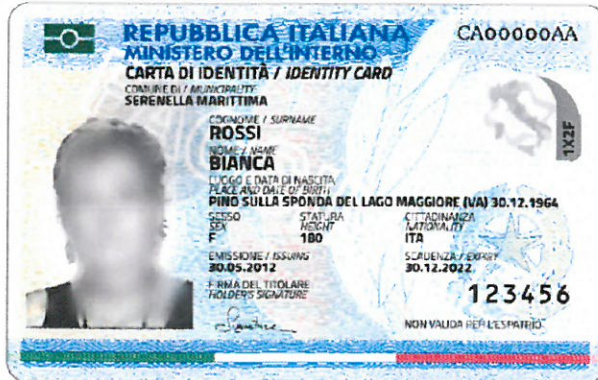 REPUBBLICA ITALIANA
CA00000AA
MINISTERO DELL'INTERNO
CARTA DI IDENTITÀ / IDENTITY CARD
COMUNE DI / MUNICIPALITY
SERENELLA MARITTIMA
COGNOME / SURNAME
ROSSI
NOME / NAME
BIANCA
LUOGO E DATA DI NASCITA
PLACE AND DATE OF BIRTH
PINO SULLA SPONDA DEL LAGO MAGGIORE (VA) 30.12.1964
SESSO STATURA CITTADINANZA
SEX HEIGHT NATIONALITY
F 180 ITA
EMISSIONE / ISSUING SCADENZA / EXPIRY
30.05.2012 30.12.2022
FIRMA DEL TITOLARE
HOLDER'S SIGNATURE
123456
NON VALIDA PER L'ESPATRIO
1X2F